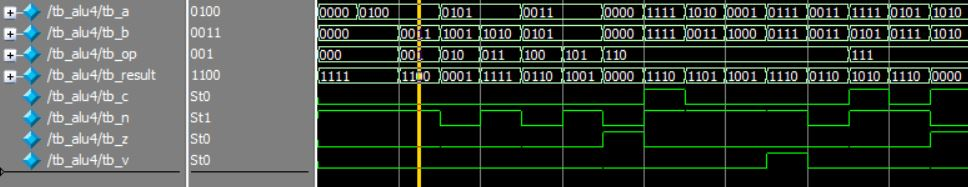 /tb_alu4/tb_a 0100 0000 0100 0101 0011 0000 1111 1010 0001 0111 0011 1111 0101 1010
/tb_alu4/tb_b 0011 0000 0011 1001 1010 0101 0000 1111 0011 1000 0111 0011 0101 0111 1010
/tb_alu4/tb_op 001 000 001 010 011 100 101 110 111
/tb_alu4/tb_result 1100 1111 1100 0001 1111 0110 1001 0000 1110 1101 1001 1110 0110 1010 1110 0000
/tb_alu4/tb_c St0
/tb_alu4/tb_n St1
/tb_alu4/tb_z St0
/tb_alu4/tb_v St0